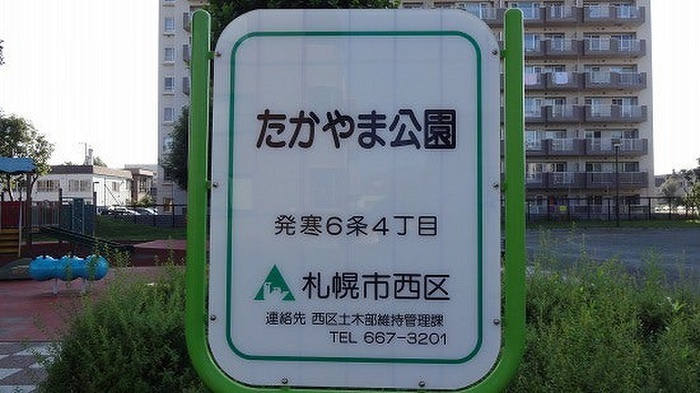 たかやま公園
発寒6条4丁目
札幌市西区
連絡先 西区土木部維持管理課
TEL 667-3201